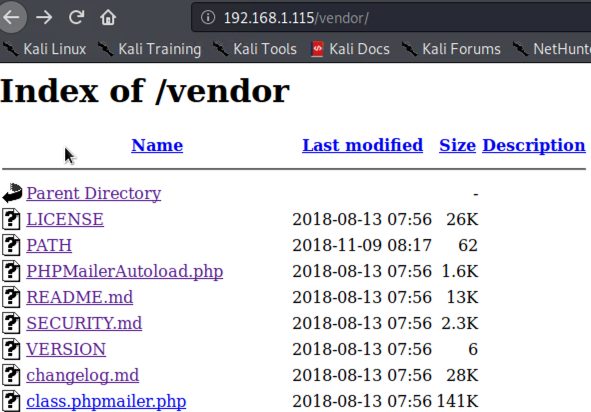 192.168.1.115/vendor/
Kali Linux Kali Training Kali Tools Kali Docs Kali Forums NetHunt
Index of /vendor
Name Last modified Size Description
Parent Directory -
LICENSE 2018-08-13 07:56 26K
PATH 2018-11-09 08:17 62
PHPMailerAutoload.php 2018-08-13 07:56 1.6K
README.md 2018-08-13 07:56 13K
SECURITY.md 2018-08-13 07:56 2.3K
VERSION 2018-08-13 07:56 6
changelog.md 2018-08-13 07:56 28K
class.phpmailer.php 2018-08-13 07:56 141K